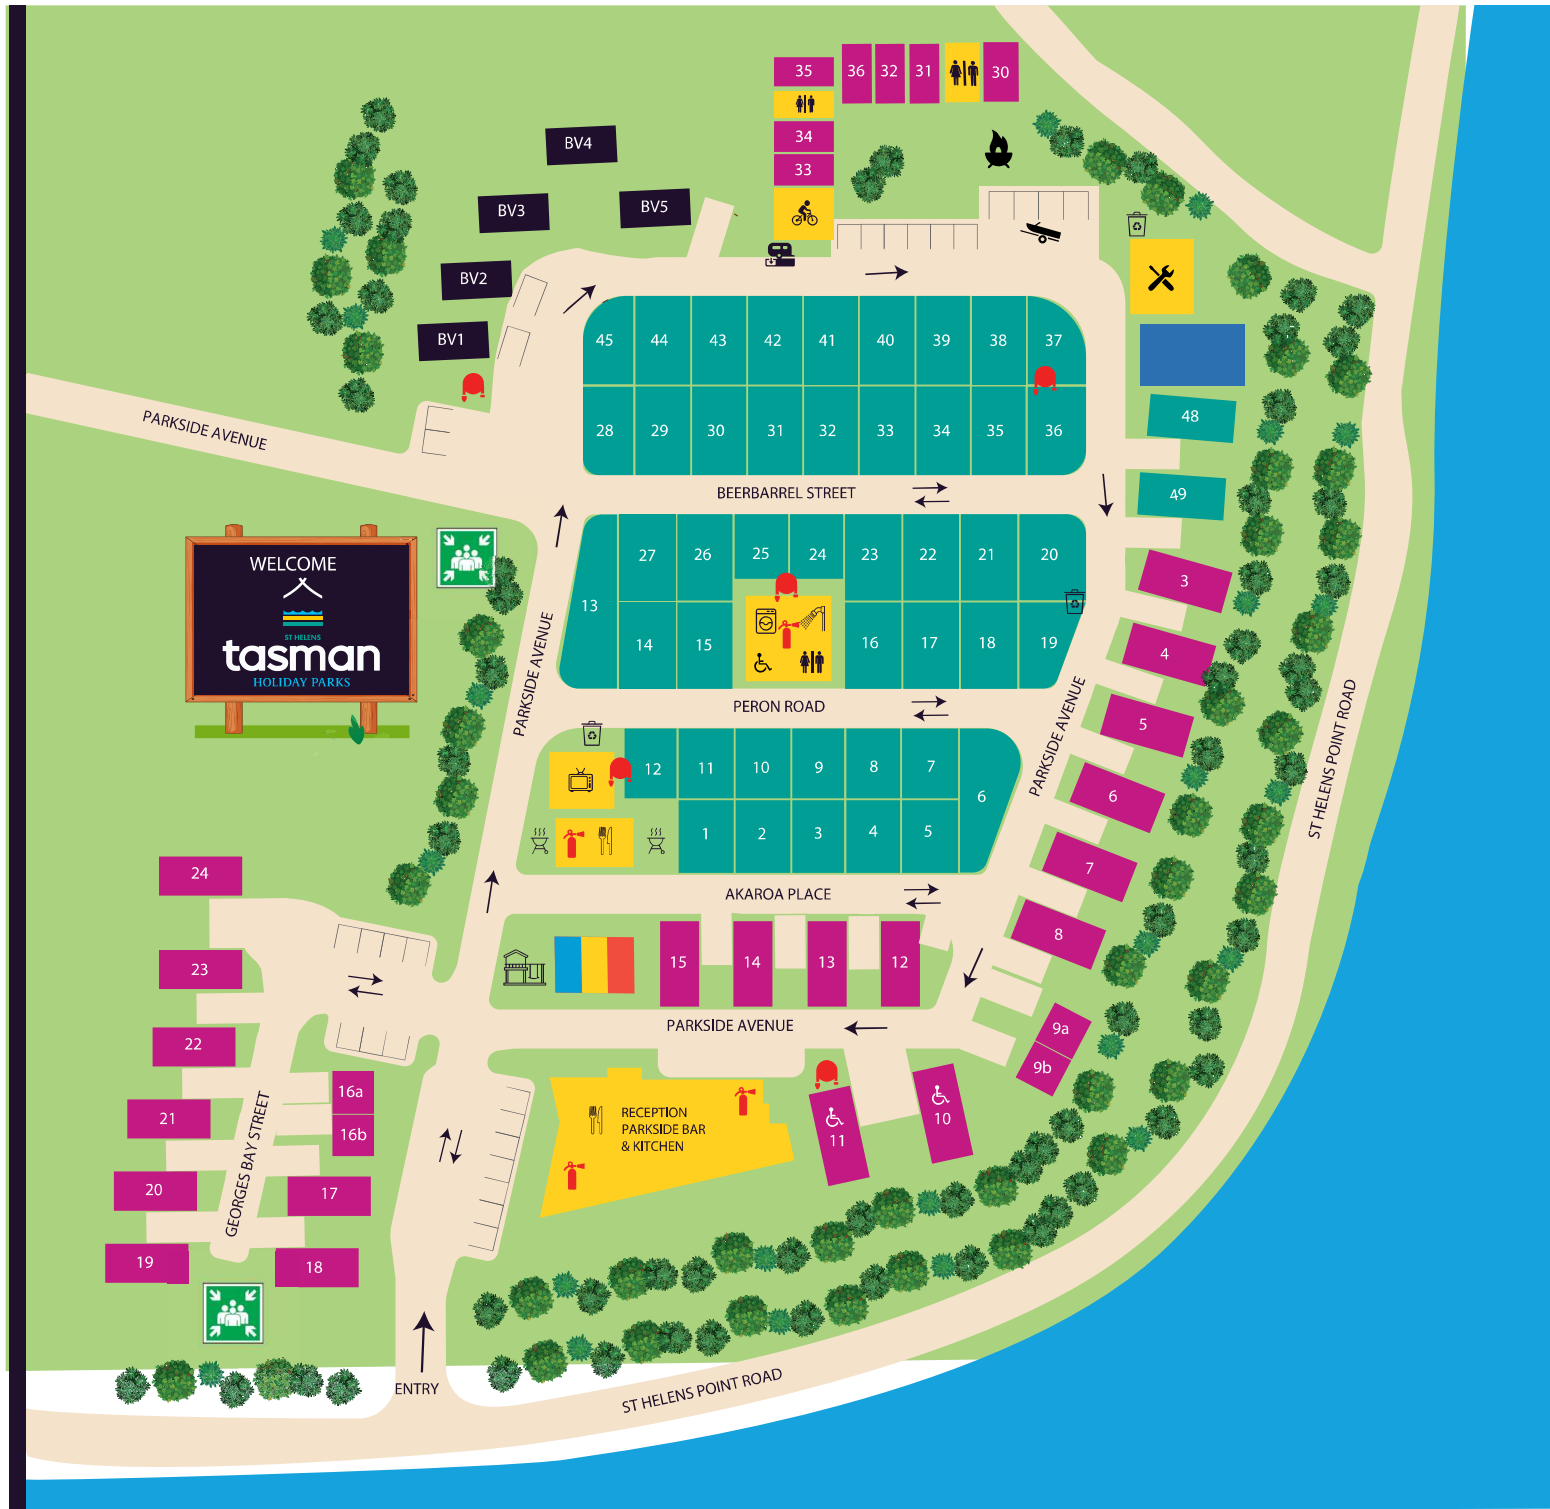 35
36
32
31
30
34
33
BV4
BV3
BV5
BV2
BV1
45
44
43
42
41
40
39
38
37
28
29
30
31
32
33
34
35
36
48
49
PARKSIDE AVENUE
BEERBARREL STREET
WELCOME
ST HELENS
tasman
HOLIDAY PARKS
13
27
26
25
24
23
22
21
20
14
15
16
17
18
19
3
4
5
6
7
8
9a
9b
PARKSIDE AVENUE
PERON ROAD
PARKSIDE AVENUE
ST HELENS POINT ROAD
12
11
10
9
8
7
6
1
2
3
4
5
AKAROA PLACE
15
14
13
12
PARKSIDE AVENUE
24
23
22
21
20
19
16a
16b
17
18
GEORGES BAY STREET
RECEPTION
PARKSIDE BAR
& KITCHEN
11
10
ENTRY
ST HELENS POINT ROAD